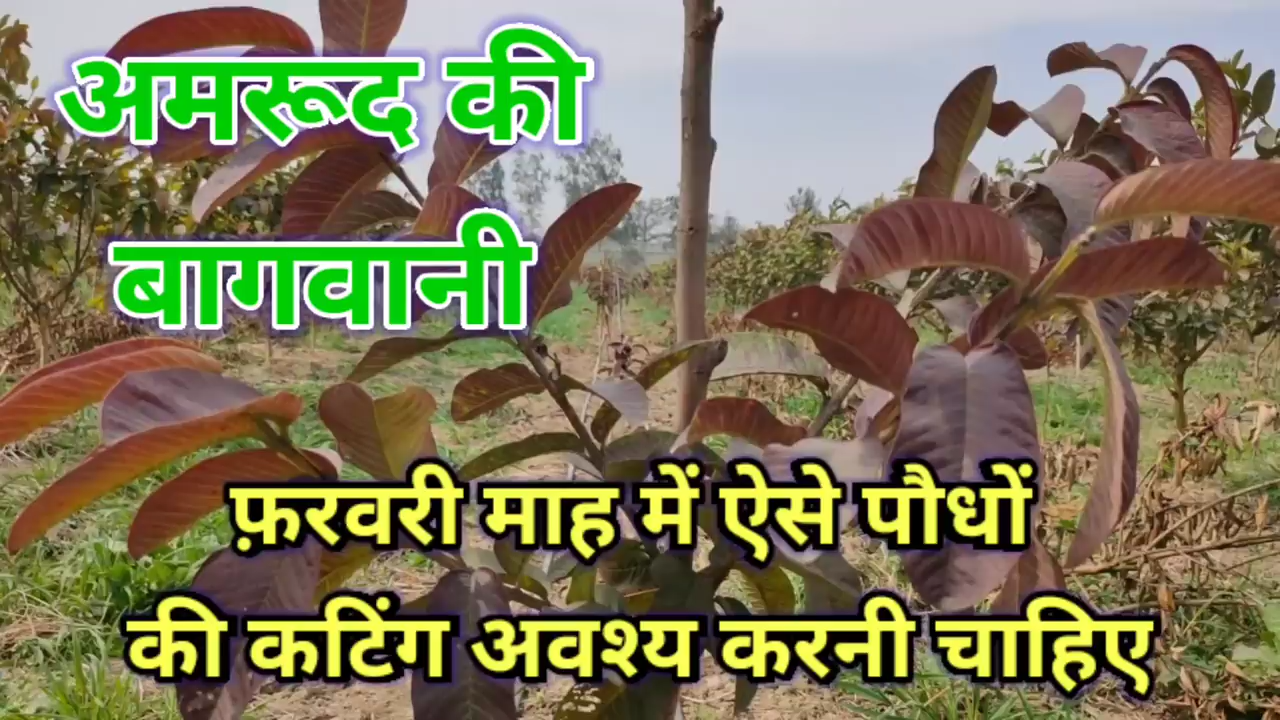 अमरूद की
बागवानी
फ़रवरी माह में ऐसे पौधों
की कटिंग अवश्य करनी चाहिए